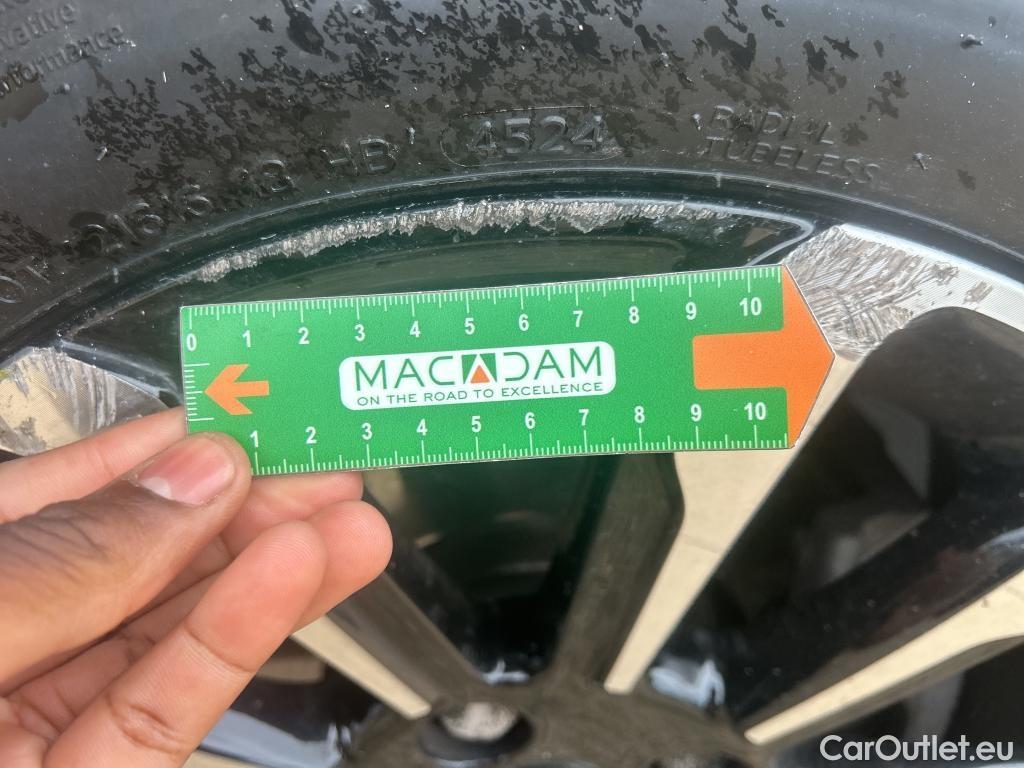 HB 4524 RADIAL
TUBELESS
0 1 2 3 4 5 6 7 8 9 10
MACADAM
ON THE ROAD TO EXCELLENCE
1 2 3 4 5 6 7 8 9 10
CarOutlet.eu